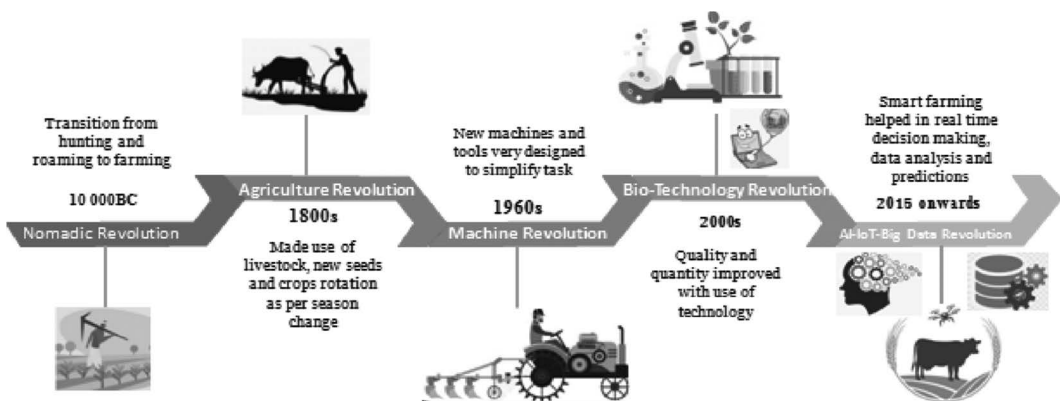 Transition from
hunting and
roaming to farming
10 000BC
Nomadic Revolution
Agriculture Revolution
1800s
Made use of
livestock, new seeds
and crops rotation
as per season
change
New machines and
tools very designed
to simplify task
1960s
Machine Revolution
Bio-Technology Revolution
2000s
Quality and
quantity improved
with use of
technology
Smart farming
helped in real time
decision making,
data analysis and
predictions
2015 onwards
AI-IoT-Big Data Revolution